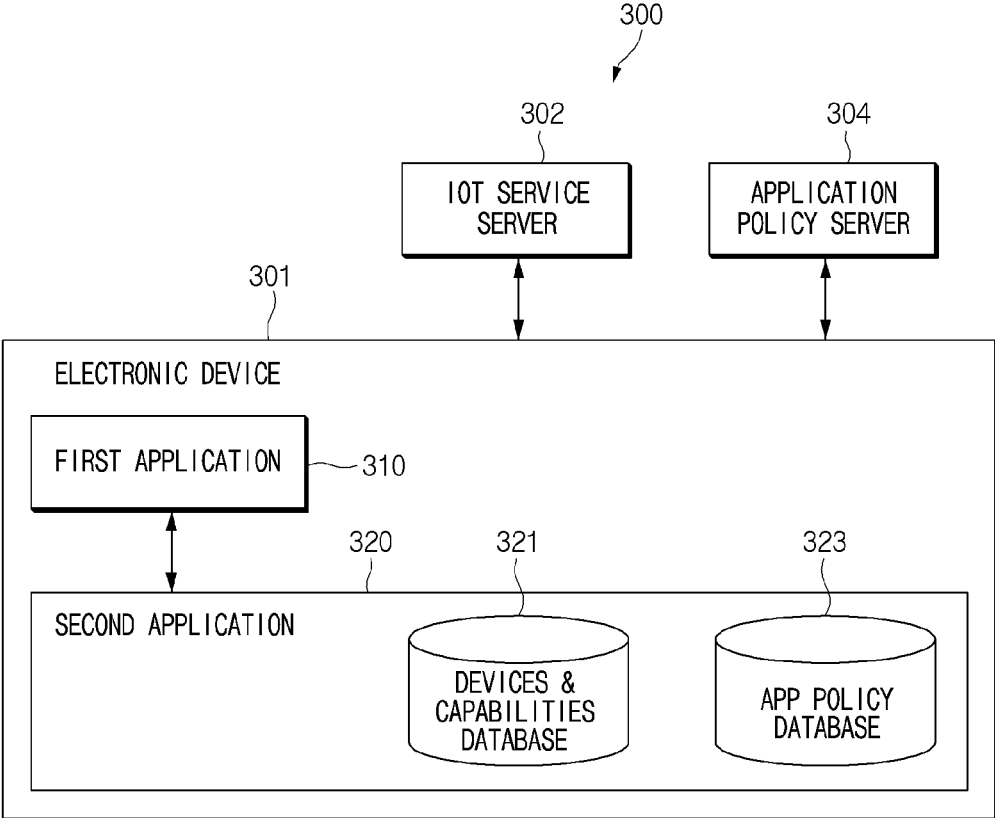 300
302
304
IOT SERVICE
SERVER
APPLICATION
POLICY SERVER
301
ELECTRONIC DEVICE
FIRST APPLICATION
310
320
321
323
SECOND APPLICATION
DEVICES &
CAPABILITIES
DATABASE
APP POLICY
DATABASE